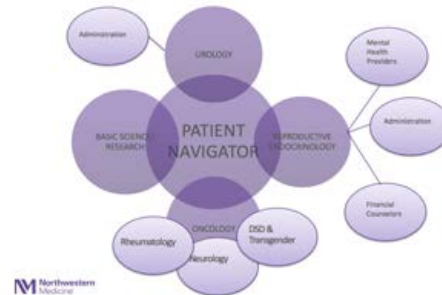 Administration
UROLOGY
Mental
Health
Providers
BASIC SCIENCE
RESEARCH
PATIENT
NAVIGATOR
REPRODUCTIVE
ENDOCRINOLOGY
Administration
Financial
Counselors
ONCOLOGY
Rheumatology
Neurology
DSD &
Transgender
NM Northwestern
Medicine